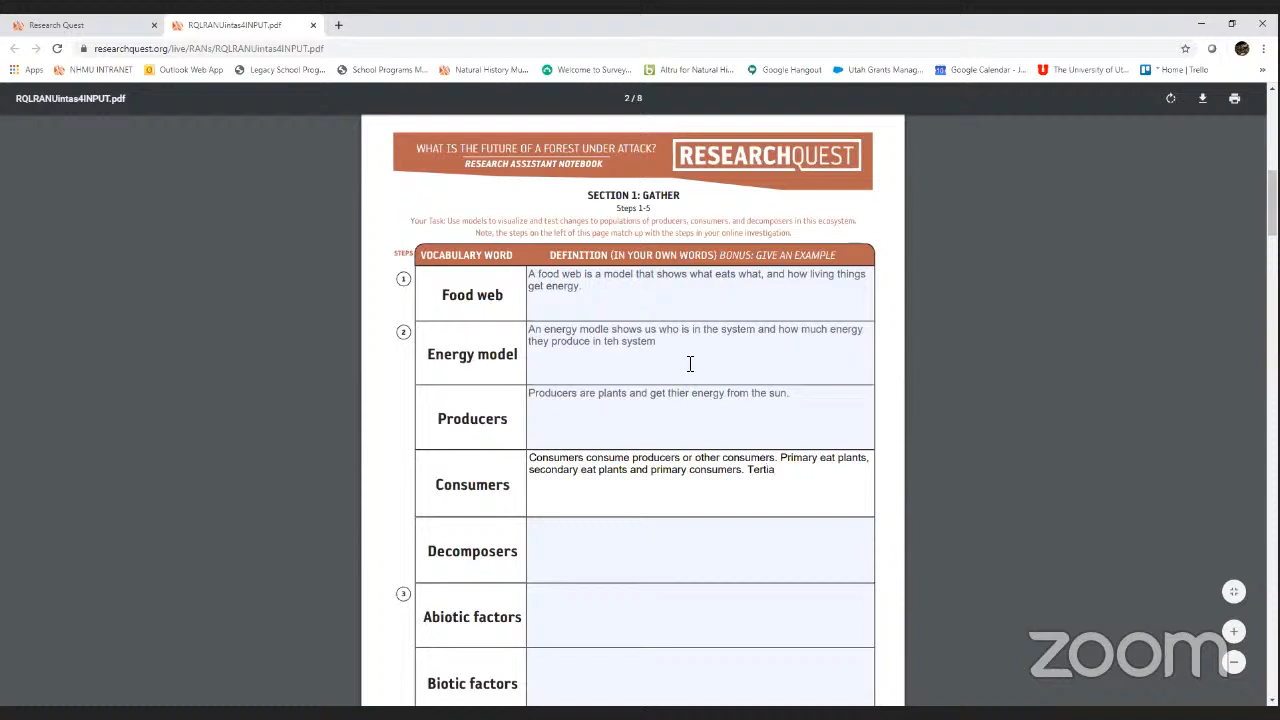 Research Quest
RQLRANUintas4INPUT.pdf
researchquest.org/live/RANs/RQLRANUintas4INPUT.pdf
Apps NHMU INTRANET Outlook Web App Legacy School Prog... School Programs M... Natural History Mu... Welcome to Survey... Altru for Natural Hi... Google Hangout Utah Grants Manag... Google Calendar - J... The University of Ut... * Home | Trello
RQLRANUintas4INPUT.pdf 2 / 8
WHAT IS THE FUTURE OF A FOREST UNDER ATTACK?
RESEARCH ASSISTANT NOTEBOOK
RESEARCHQUEST
SECTION 1: GATHER
Steps 1-5
Your Task: Use models to visualize and test changes to populations of producers, consumers, and decomposers in this ecosystem.
Note, the steps on the left of this page match up with the steps in your online investigation.
STEPS VOCABULARY WORD DEFINITION (IN YOUR OWN WORDS) BONUS: GIVE AN EXAMPLE
1
Food web
A food web is a model that shows what eats what, and how living things
get energy.
2
Energy model
An energy modle shows us who is in the system and how much energy
they produce in teh system
Producers
Producers are plants and get thier energy from the sun.
Consumers
Consumers consume producers or other consumers. Primary eat plants,
secondary eat plants and primary consumers. Tertia
Decomposers
3
Abiotic factors
Biotic factors
zoom